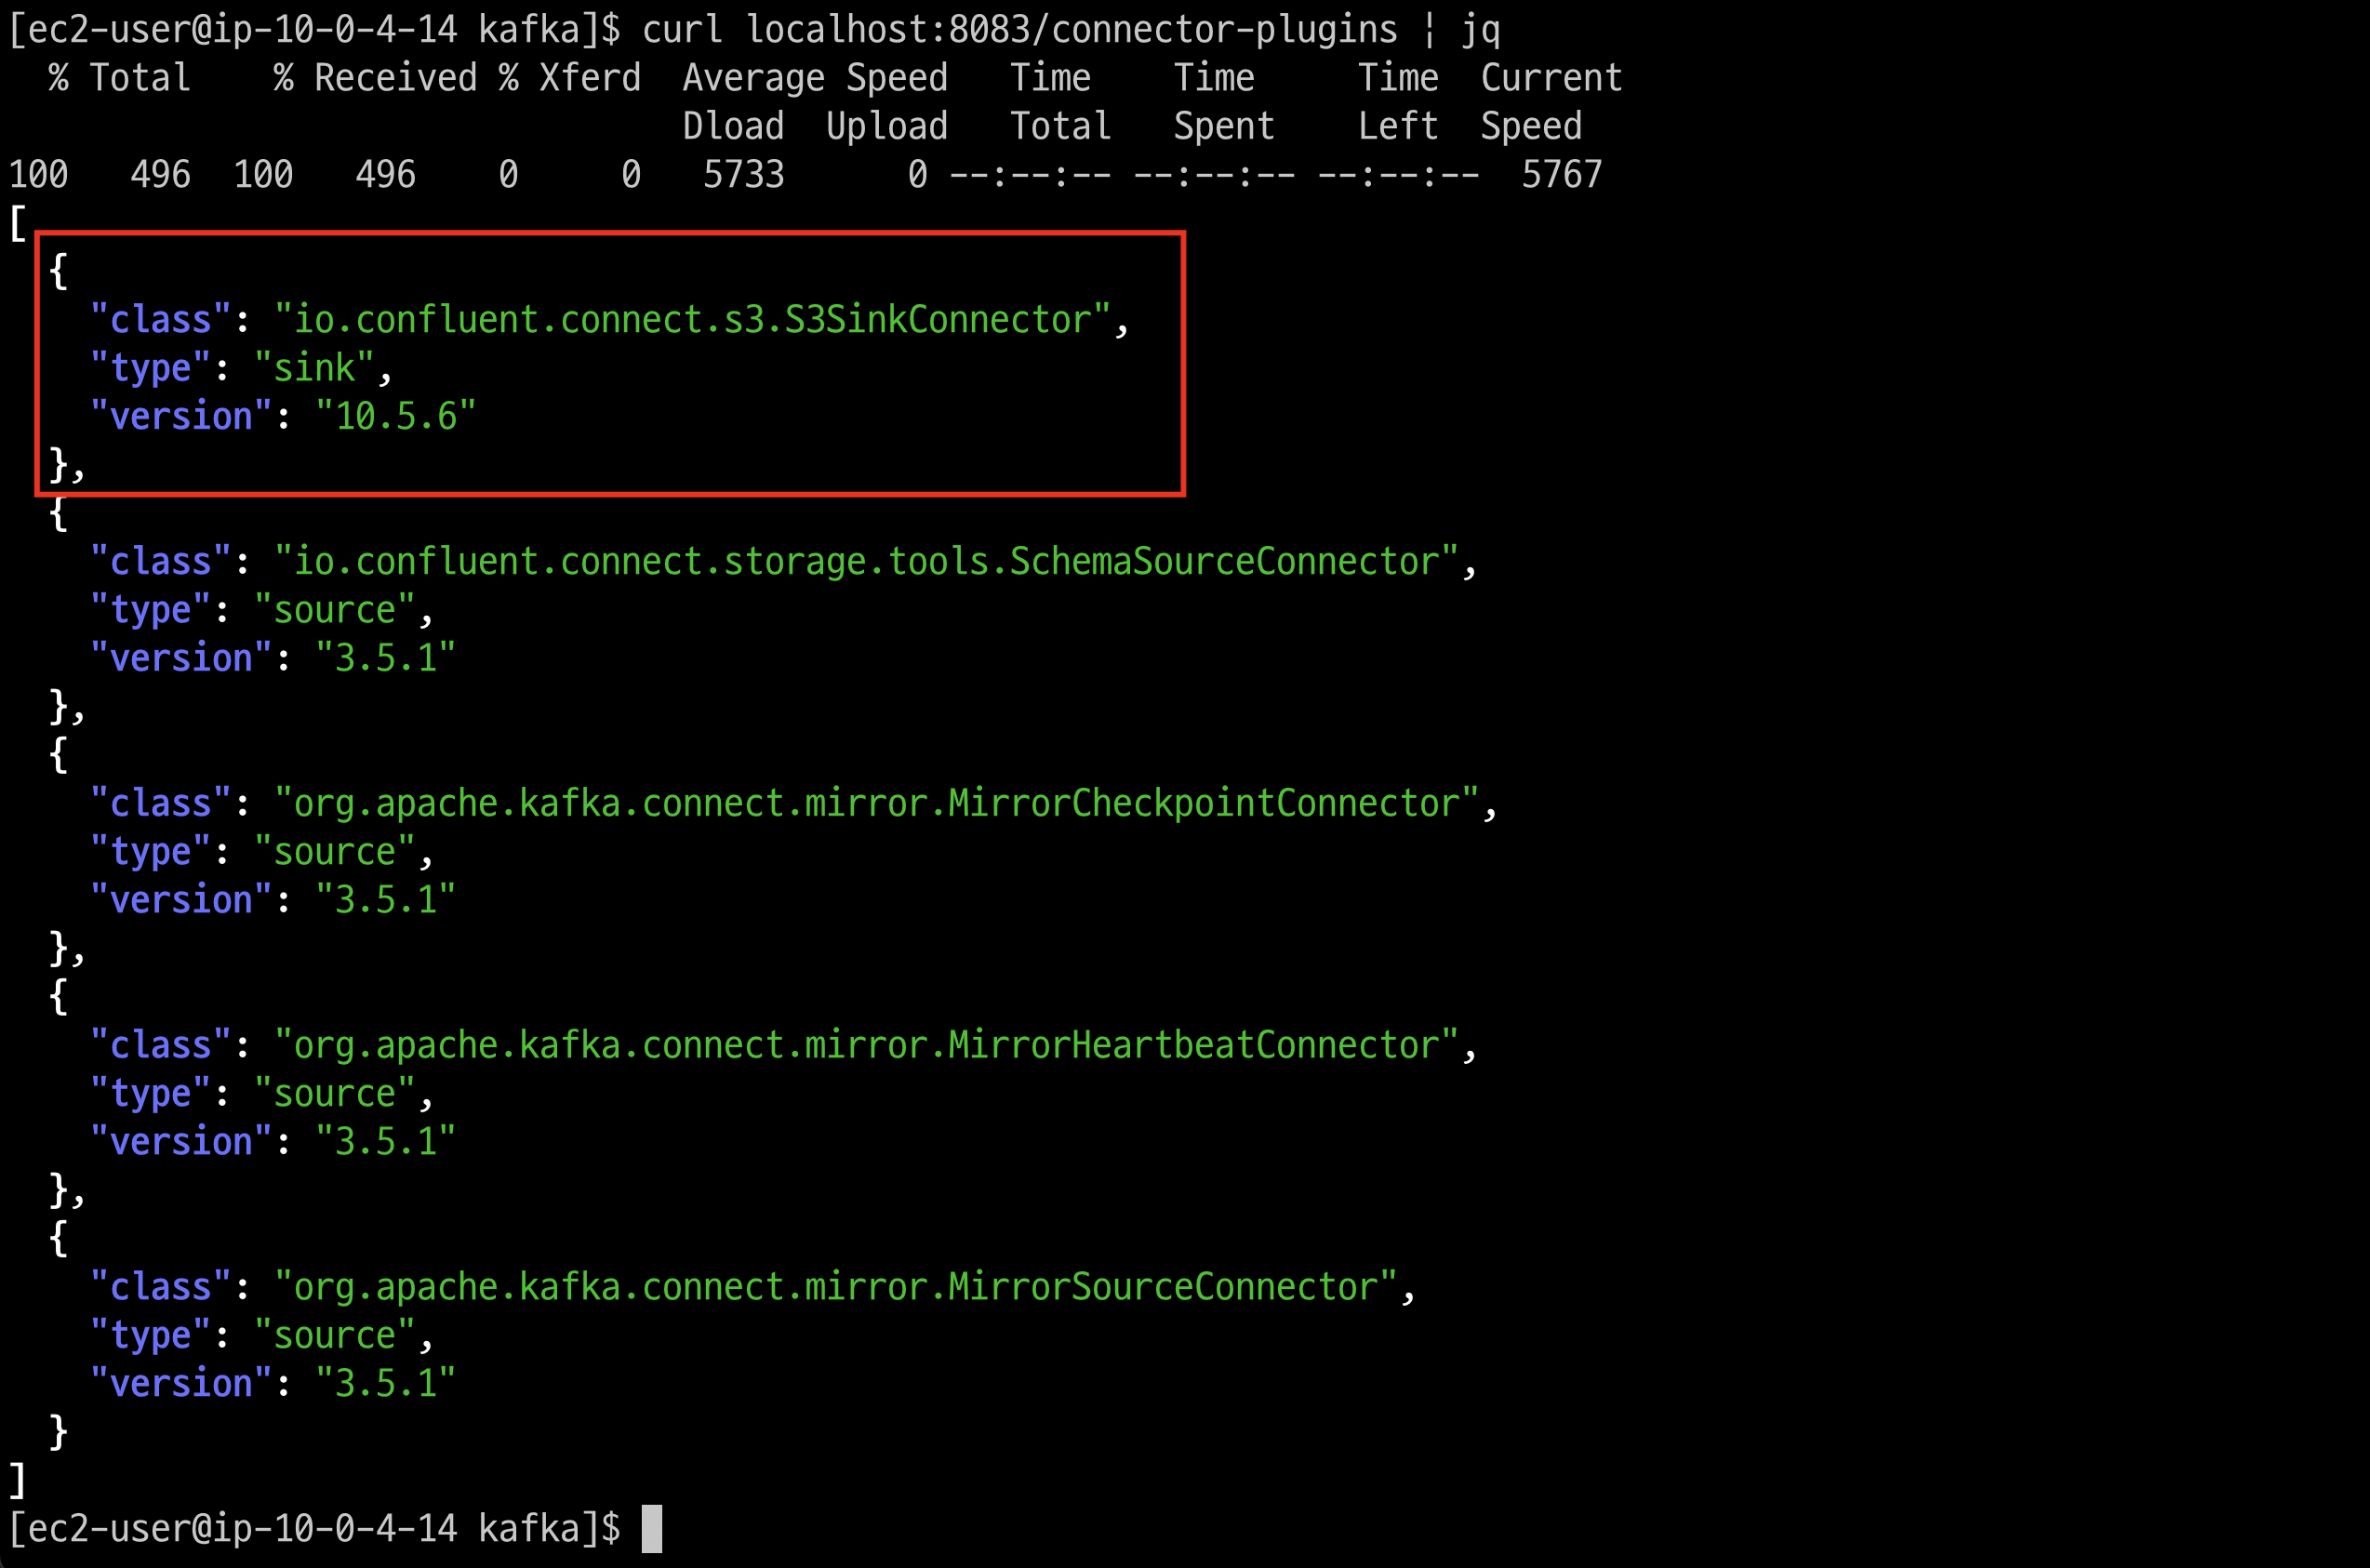 [ec2-user@ip-10-0-4-14 kafka]$ curl localhost:8083/connector-plugins | jq
  % Total    % Received % Xferd  Average Speed   Time    Time     Time  Current
                                 Dload  Upload   Total   Spent    Left  Speed
100   496  100   496    0     0   5733      0 --:--:-- --:--:-- --:--:--  5767
[
  {
    "class": "io.confluent.connect.s3.S3SinkConnector",
    "type": "sink",
    "version": "10.5.6"
  },
  {
    "class": "io.confluent.connect.storage.tools.SchemaSourceConnector",
    "type": "source",
    "version": "3.5.1"
  },
  {
    "class": "org.apache.kafka.connect.mirror.MirrorCheckpointConnector",
    "type": "source",
    "version": "3.5.1"
  },
  {
    "class": "org.apache.kafka.connect.mirror.MirrorHeartbeatConnector",
    "type": "source",
    "version": "3.5.1"
  },
  {
    "class": "org.apache.kafka.connect.mirror.MirrorSourceConnector",
    "type": "source",
    "version": "3.5.1"
  }
]
[ec2-user@ip-10-0-4-14 kafka]$